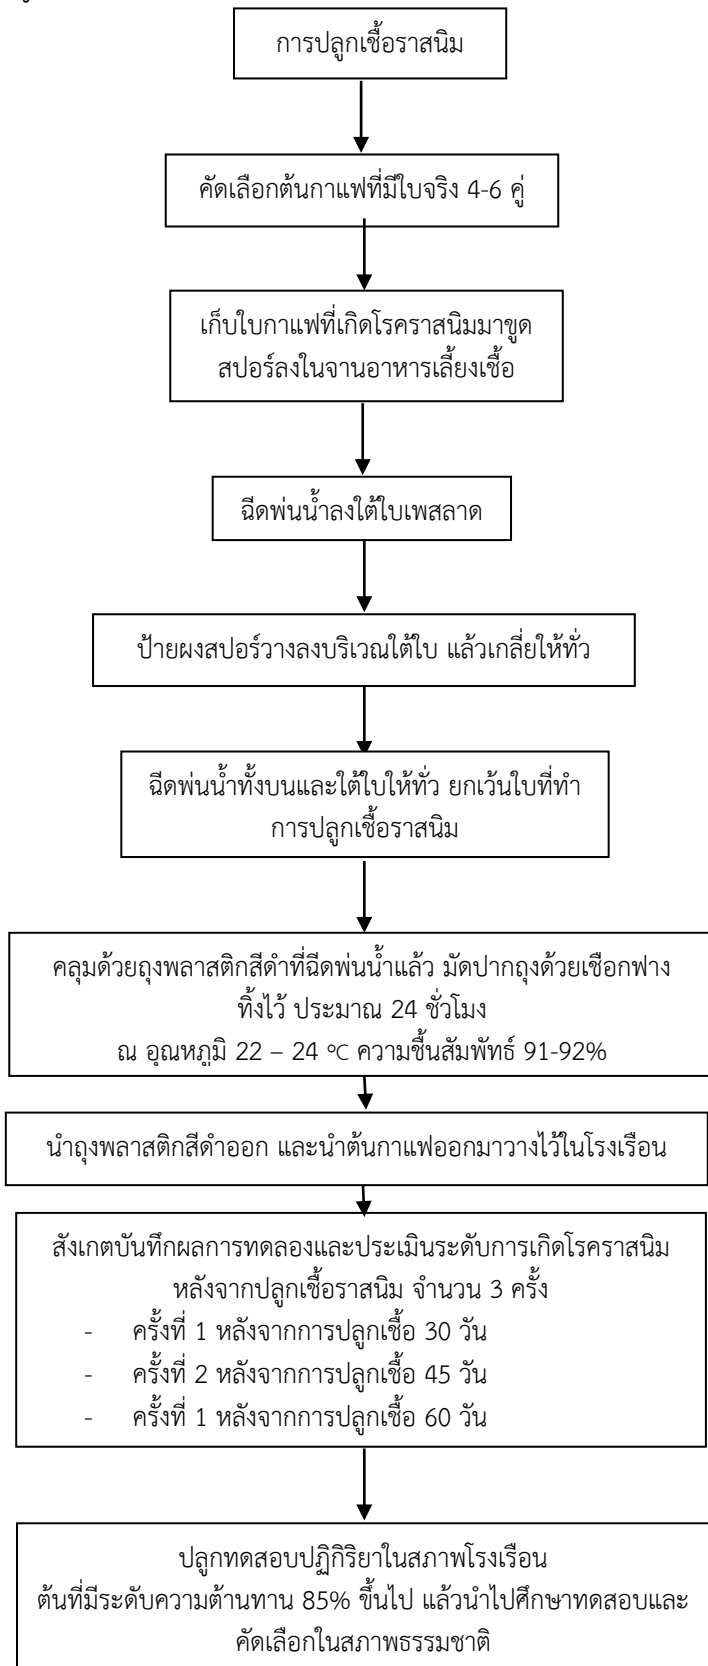 การปลูกเชื้อราสนิม
คัดเลือกต้นกาแฟที่มีใบจริง 4-6 คู่
เก็บใบกาแฟที่เกิดโรคราสนิมมาขูด
สปอร์ลงในจานอาหารเลี้ยงเชื้อ
ฉีดพ่นน้ำลงใต้ใบเพสลาด
ป้ายผงสปอร์วางลงบริเวณใต้ใบ แล้วเกลี่ยให้ทั่ว
ฉีดพ่นน้ำทั้งบนและใต้ใบให้ทั่ว ยกเว้นใบที่ทำ
การปลูกเชื้อราสนิม
คลุมด้วยถุงพลาสติกสีดำที่ฉีดพ่นน้ำแล้ว มัดปากถุงด้วยเชือกฟาง
ทิ้งไว้ ประมาณ 24 ชั่วโมง
ณ อุณหภูมิ 22 – 24 ºC ความชื้นสัมพัทธ์ 91-92%
นำถุงพลาสติกสีดำออก และนำต้นกาแฟออกมาวางไว้ในโรงเรือน
สังเกตบันทึกผลการทดลองและประเมินระดับการเกิดโรคราสนิม
หลังจากปลูกเชื้อราสนิม จำนวน 3 ครั้ง
- ครั้งที่ 1 หลังจากการปลูกเชื้อ 30 วัน
- ครั้งที่ 2 หลังจากการปลูกเชื้อ 45 วัน
- ครั้งที่ 1 หลังจากการปลูกเชื้อ 60 วัน
ปลูกทดสอบปฏิกิริยาในสภาพโรงเรือน
ต้นที่มีระดับความต้านทาน 85% ขึ้นไป แล้วนำไปศึกษาทดสอบและ
คัดเลือกในสภาพธรรมชาติ